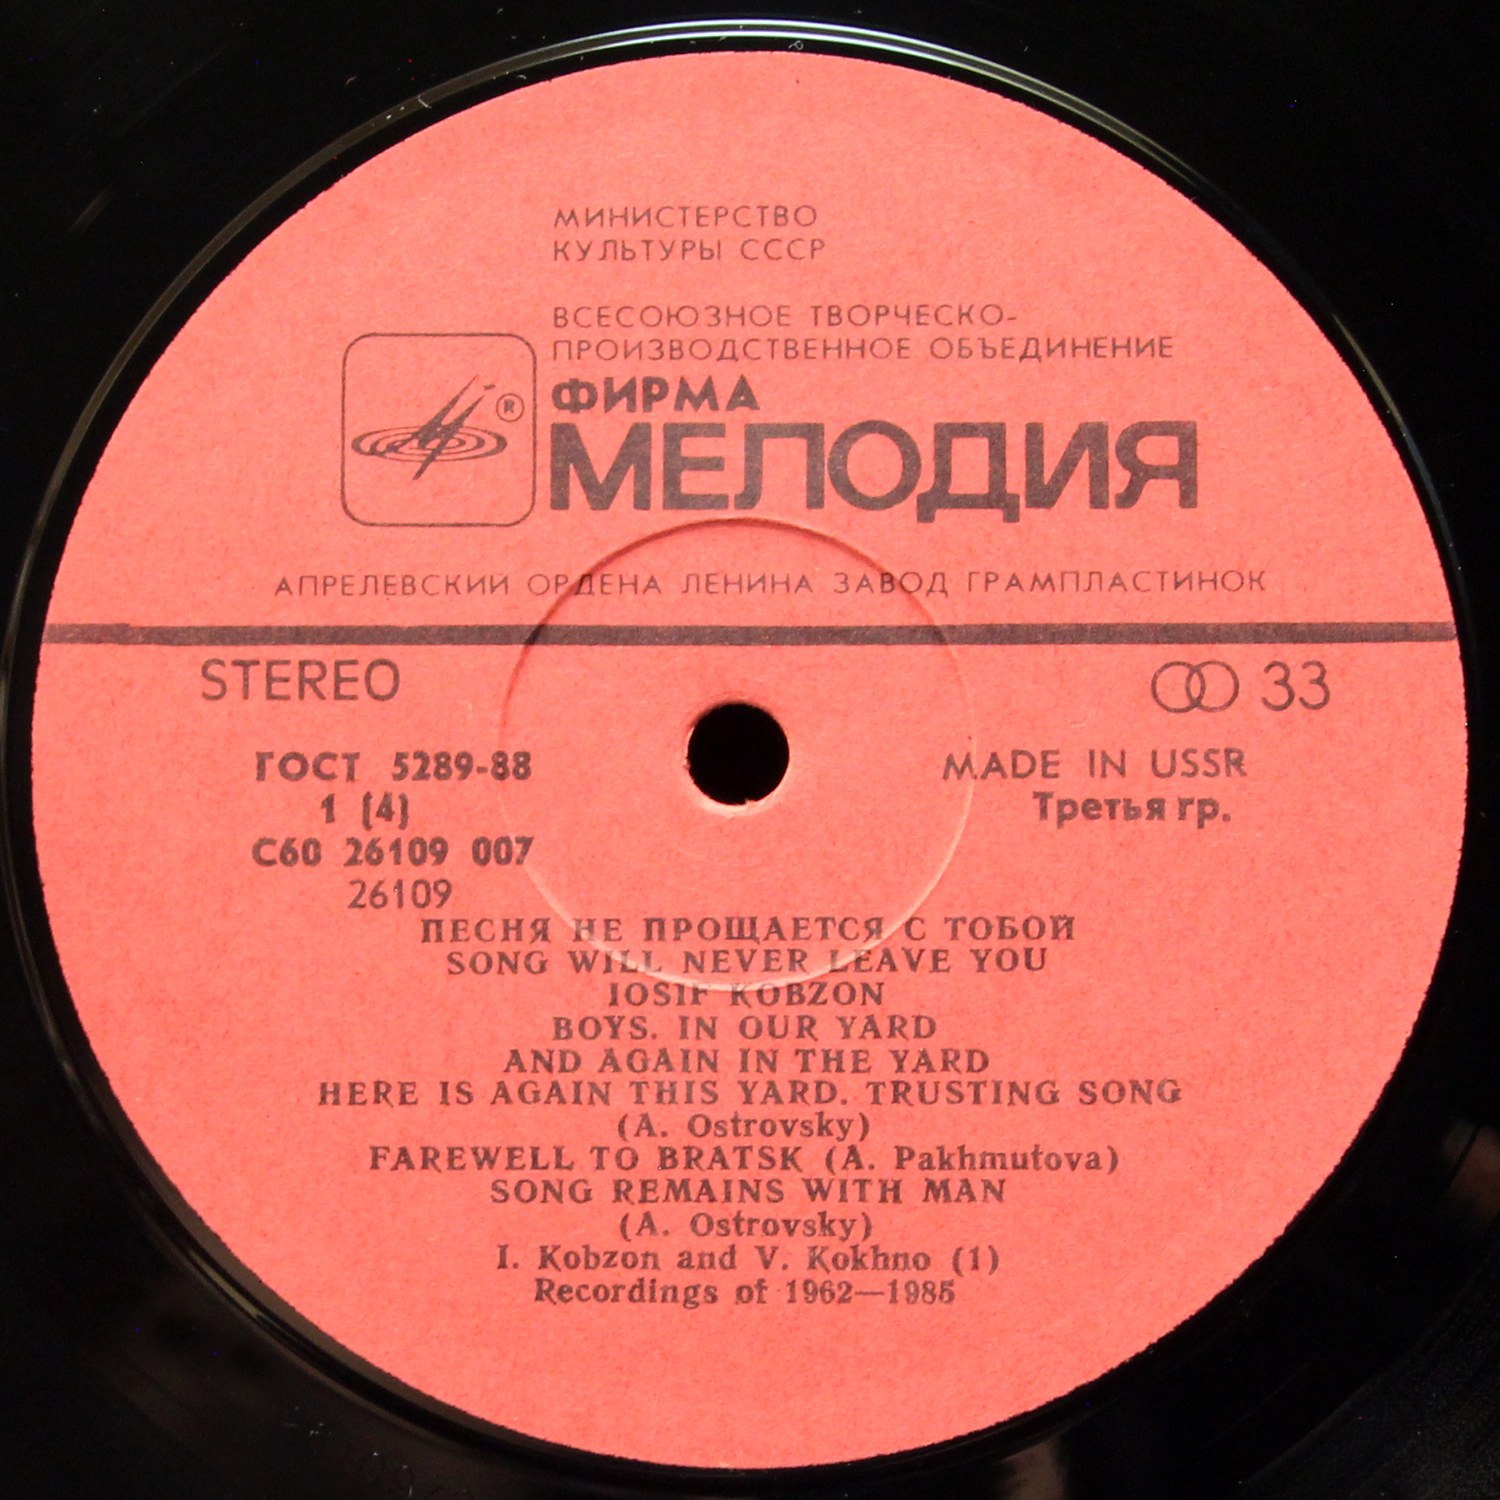 МИНИСТЕРСТВО
КУЛЬТУРЫ СССР
ВСЕСОЮЗНОЕ ТВОРЧЕСКО-
ПРОИЗВОДСТВЕННОЕ ОБЪЕДИНЕНИЕ
®
ФИРМА
МЕЛОДИЯ
АПРЕЛЕВСКИЙ ОРДЕНА ЛЕНИНА ЗАВОД ГРАМПЛАСТИНОК
STEREO
33
ГОСТ 5289-88
MADE IN USSR
1 (4)
Третья гр.
С60 26109 007
26109
ПЕСНЯ НЕ ПРОЩАЕТСЯ С ТОБОЙ
SONG WILL NEVER LEAVE YOU
IOSIF KOBZON
BOYS. IN OUR YARD
AND AGAIN IN THE YARD
HERE IS AGAIN THIS YARD. TRUSTING SONG
(A. Ostrovsky)
FAREWELL TO BRATSK (A. Pakhmutova)
SONG REMAINS WITH MAN
(A. Ostrovsky)
I. Kobzon and V. Kokhno (1)
Recordings of 1962—1985